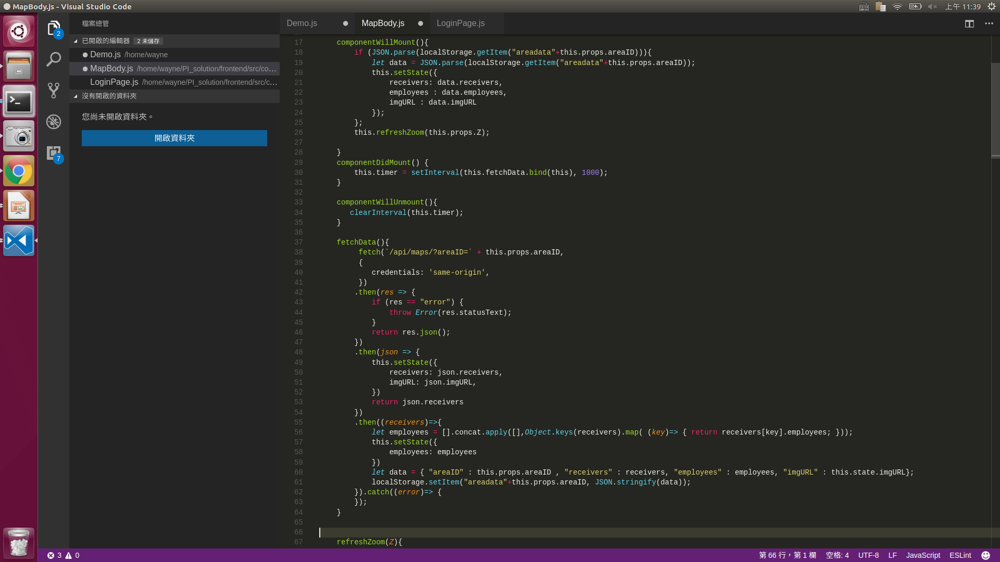 MapBody.js - Visual Studio Code
上午 11:39
2
7
檔案總管
已開啟的編輯器 2 未儲存
Demo.js /home/wayne
MapBody.js /home/wayne/PI_solution/frontend/src/co...
LoginPage.js /home/wayne/PI_solution/frontend/src/c...
沒有開啟的資料夾
您尚未開啟資料夾。
開啟資料夾
Demo.js
MapBody.js
LoginPage.js
17 componentWillMount(){
18 if (JSON.parse(localStorage.getItem("areadata"+this.props.areaID))){
19 let data = JSON.parse(localStorage.getItem("areadata"+this.props.areaID));
20 this.setState({
21 receivers: data.receivers,
22 employees : data.employees,
23 imgURL : data.imgURL
24 });
25 };
26 this.refreshZoom(this.props.Z);
27
28 }
29 componentDidMount() {
30 this.timer = setInterval(this.fetchData.bind(this), 1000);
31 }
32
33 componentWillUnmount(){
34 clearInterval(this.timer);
35 }
36
37 fetchData(){
38 fetch(`/api/maps/?areaID=` + this.props.areaID,
39 {
40 credentials: 'same-origin',
41 })
42 .then(res => {
43 if (res == "error") {
44 throw Error(res.statusText);
45 }
46 return res.json();
47 })
48 .then(json => {
49 this.setState({
50 receivers: json.receivers,
51 imgURL: json.imgURL,
52 })
53 return json.receivers
54 })
55 .then((receivers)=>{
56 let employees = [].concat.apply([],Object.keys(receivers).map( (key)=> { return receivers[key].employees; }));
57 this.setState({
58 employees: employees
59 })
60 let data = { "areaID" : this.props.areaID , "receivers" : receivers, "employees" : employees, "imgURL" : this.state.imgURL};
61 localStorage.setItem("areadata"+this.props.areaID, JSON.stringify(data));
62 }).catch((error)=> {
63 });
64 }
65
66
67 refreshZoom(Z){
3 0
第 66 行，第 1 欄 空格: 4 UTF-8 LF JavaScript ESLint